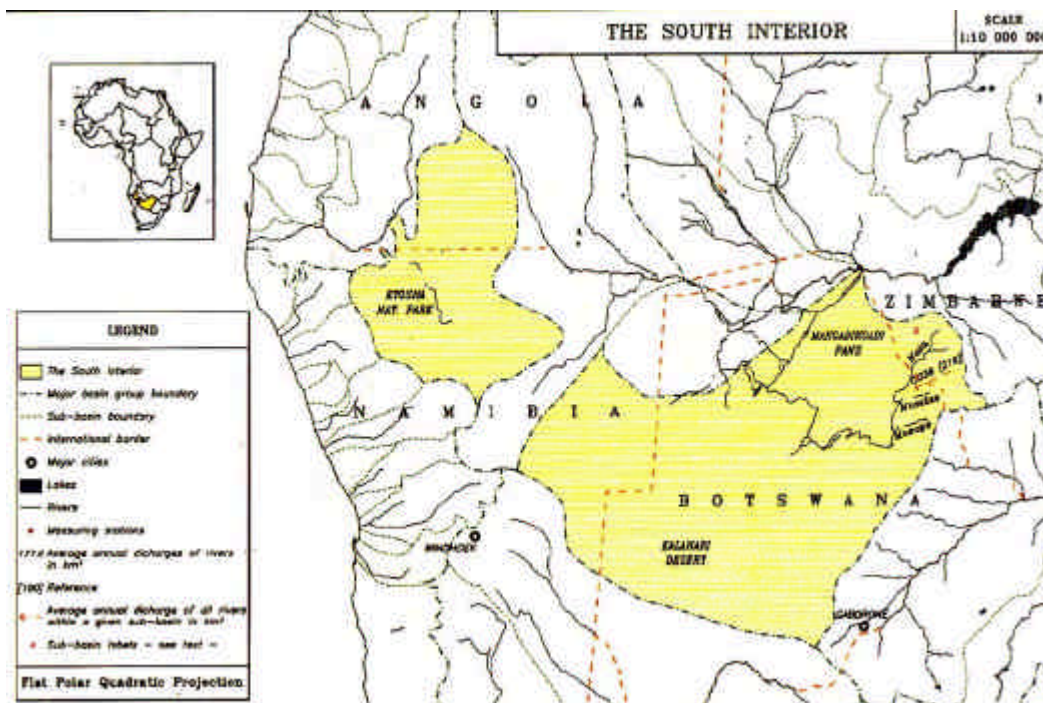 THE SOUTH INTERIOR
SCALE
1:10 000 000
A N G O L A
ETOSHA
NAT. PARK
ZIMBABWE
PANS
N A M I B I A
B O T S W A N A
KALAHARI
DESERT
WINDHOEK
GABORONE
LEGEND
The South Interior
Major basin group boundary
Sub-basin boundary
International border
Major cities
Lakes
Rivers
Measuring stations
Average annual dicharges of rivers
in km³
[190] Reference
Average annual dicharge of all rivers
within a given sub-basin in km³
Sub-basin labels - see text -
Flat Polar Quadratic Projection